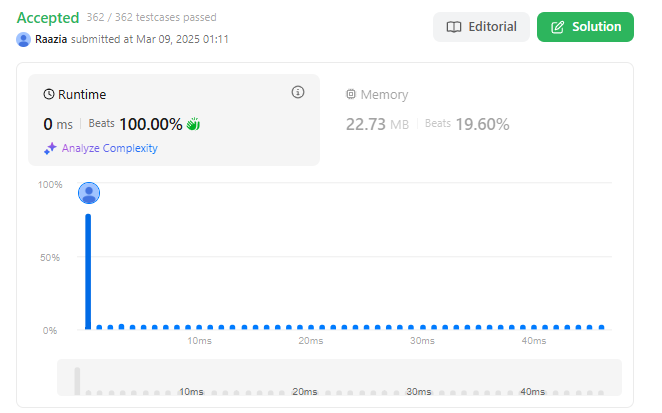 Accepted 362 / 362 testcases passed
Raazia submitted at Mar 09, 2025 01:11
Editorial
Solution
Runtime
0 ms | Beats 100.00%
Analyze Complexity
Memory
22.73 MB | Beats 19.60%
100%
50%
0%
10ms 20ms 30ms 40ms
10ms 20ms 30ms 40ms